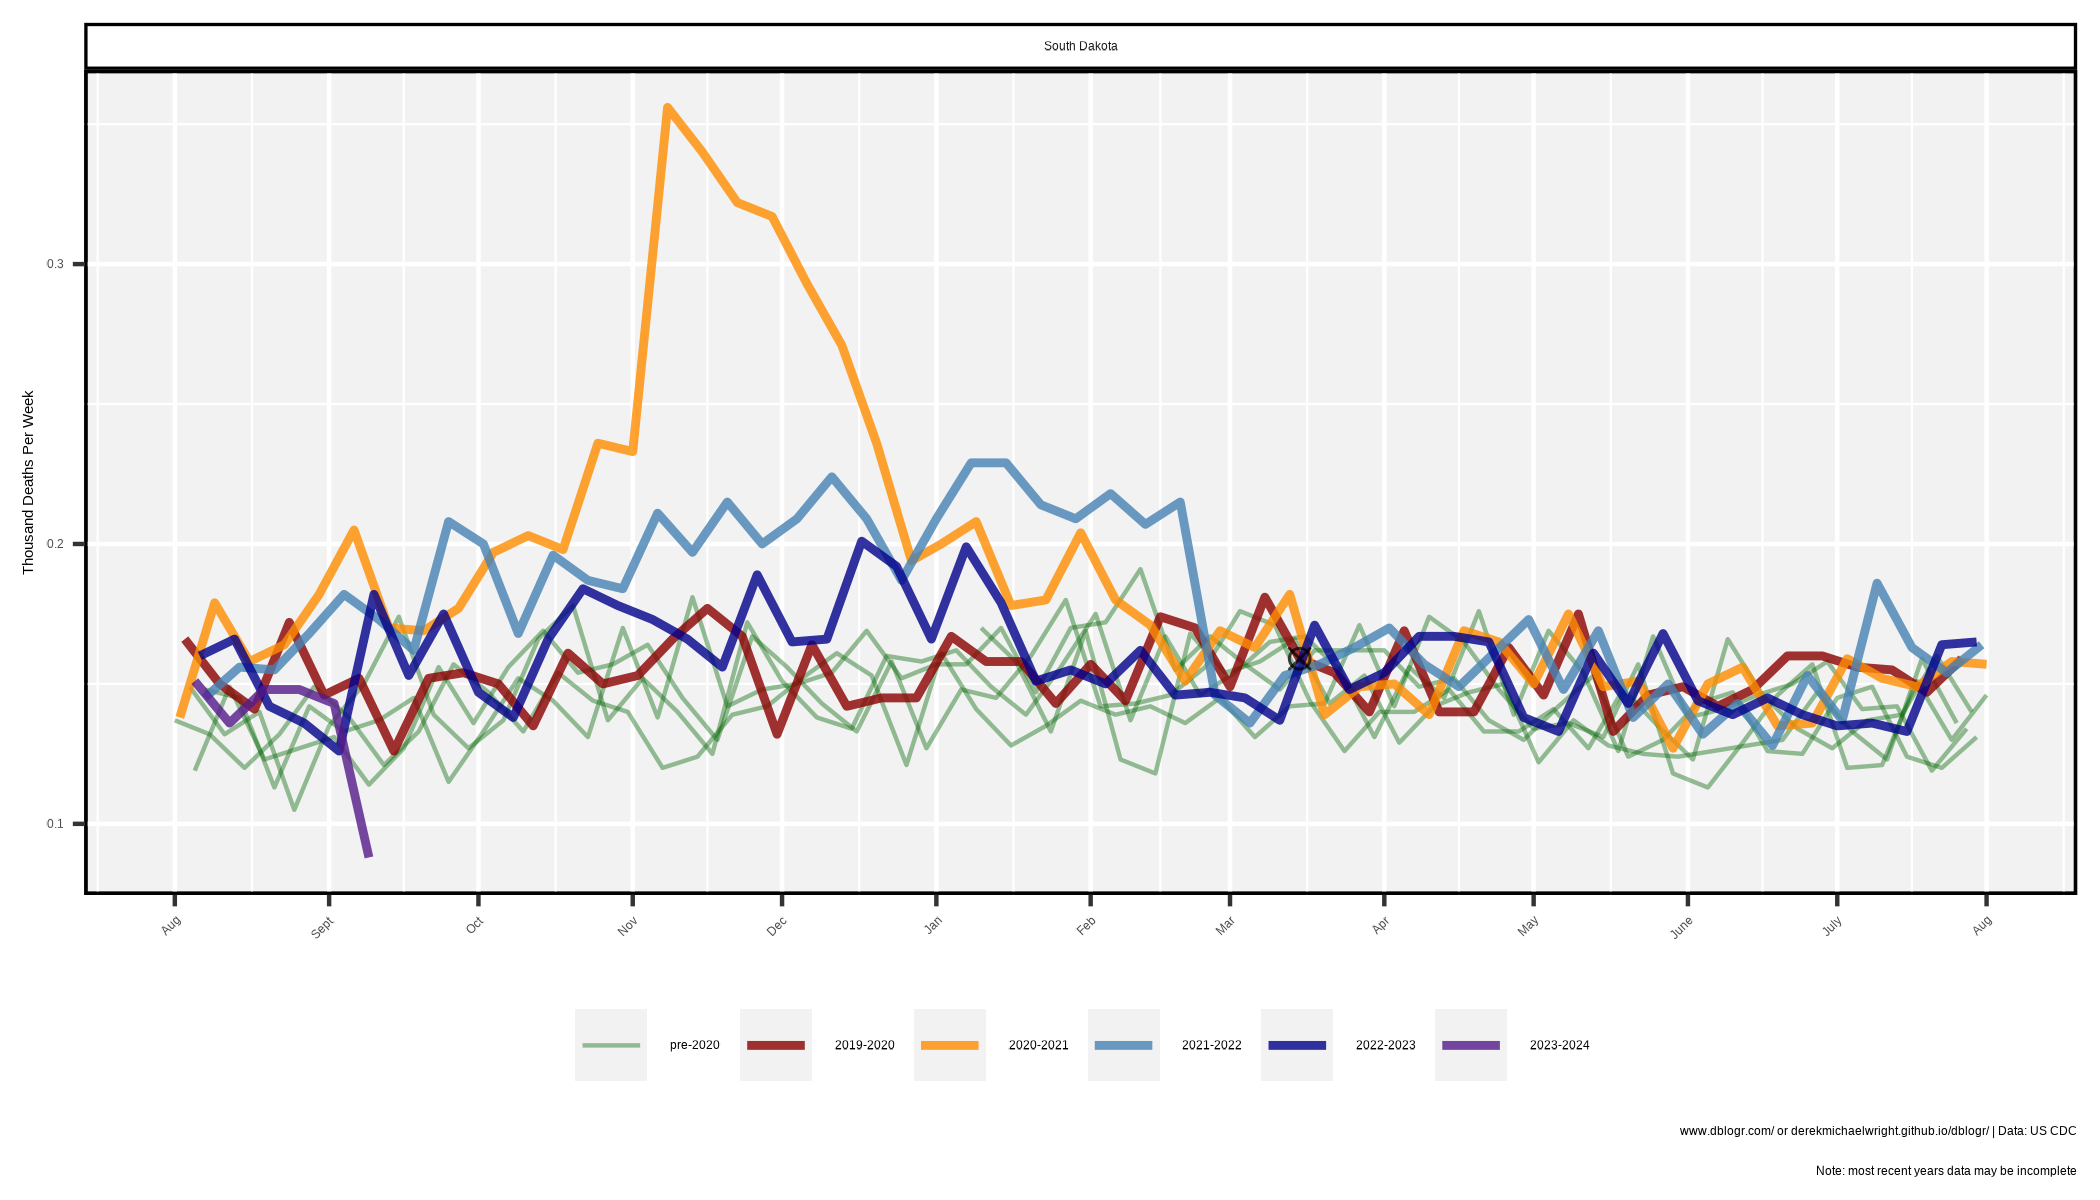 South Dakota
Thousand Deaths Per Week
0.3
0.2
0.1
Aug
Sept
Oct
Nov
Dec
Jan
Feb
Mar
Apr
May
June
July
Aug
pre-2020
2019-2020
2020-2021
2021-2022
2022-2023
2023-2024
www.dblogr.com/ or derekmichaelwright.github.io/dblogr/ | Data: US CDC
Note: most recent years data may be incomplete